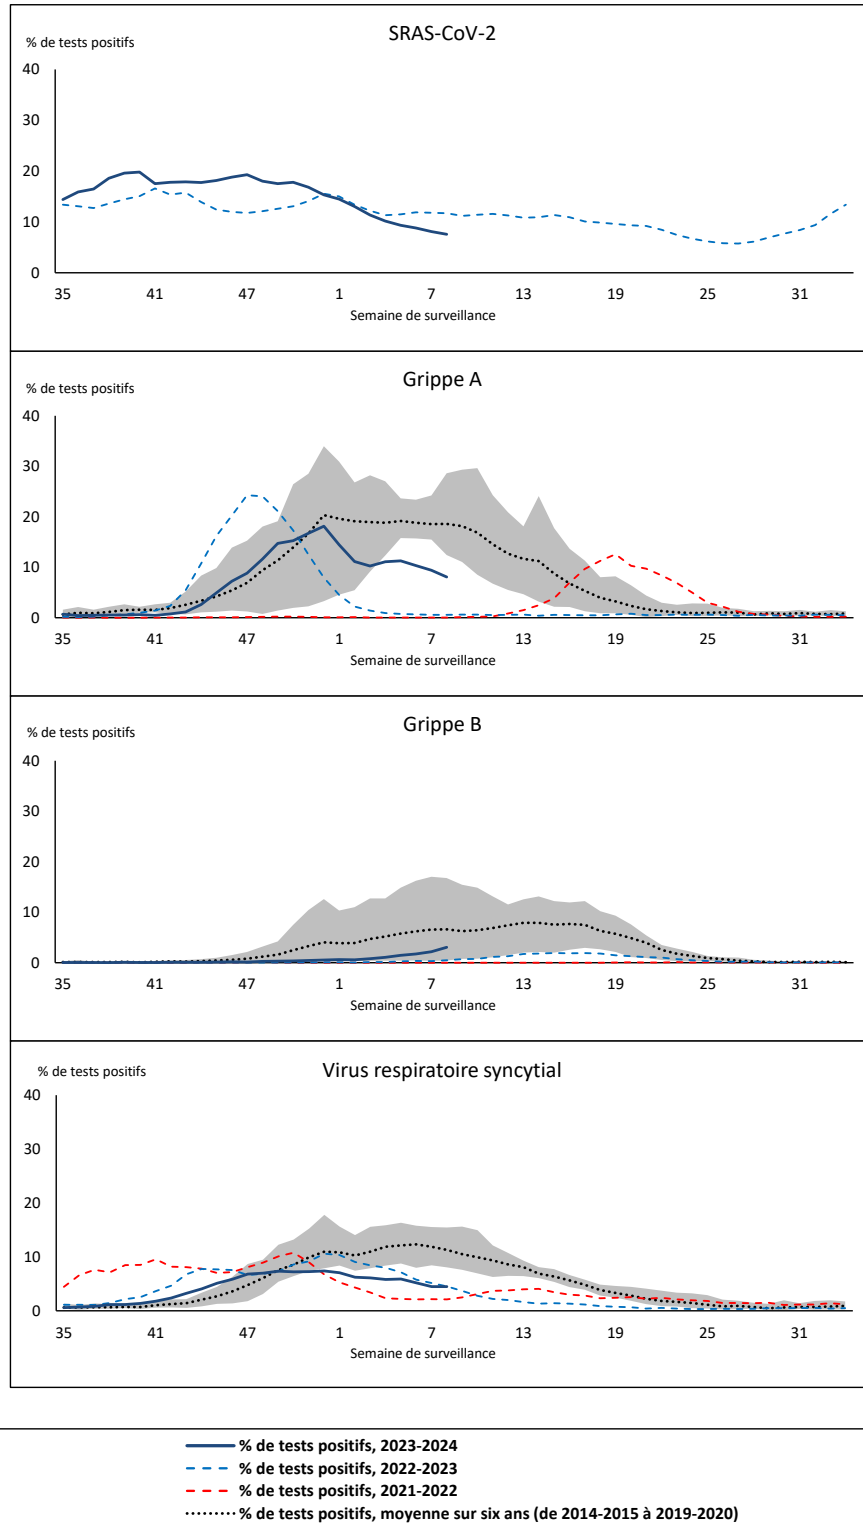 SRAS-CoV-2
% de tests positifs
40
30
20
10
0
35 41 47 1 7 13 19 25 31
Semaine de surveillance
Grippe A
% de tests positifs
40
30
20
10
0
35 41 47 1 7 13 19 25 31
Semaine de surveillance
Grippe B
% de tests positifs
40
30
20
10
0
35 41 47 1 7 13 19 25 31
Semaine de surveillance
Virus respiratoire syncytial
% de tests positifs
40
30
20
10
0
35 41 47 1 7 13 19 25 31
Semaine de surveillance
% de tests positifs, 2023-2024
% de tests positifs, 2022-2023
% de tests positifs, 2021-2022
% de tests positifs, moyenne sur six ans (de 2014-2015 à 2019-2020)